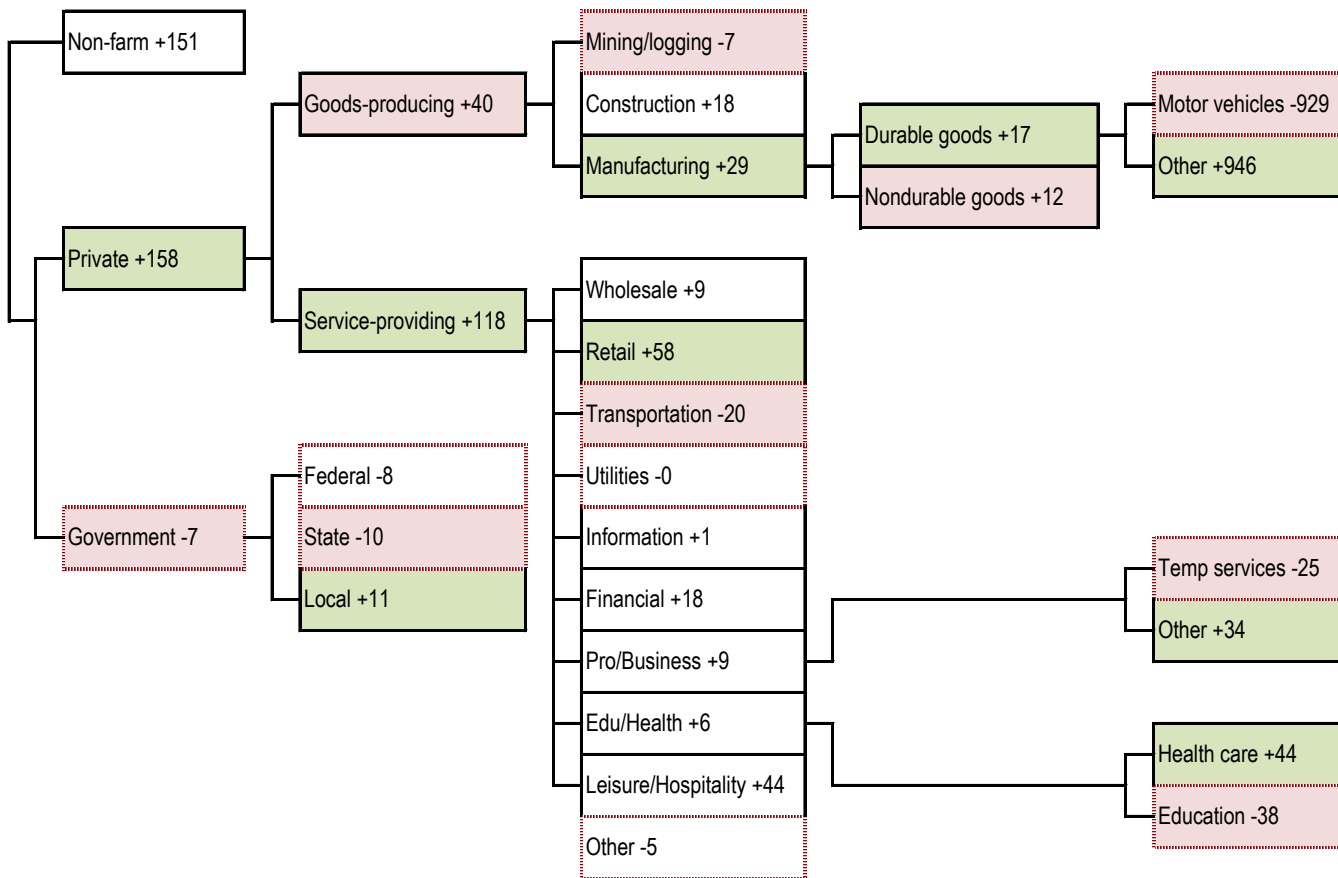 Non-farm +151
Private +158
Government -7
Goods-producing +40
Service-providing +118
Federal -8
State -10
Local +11
Mining/logging -7
Construction +18
Manufacturing +29
Wholesale +9
Retail +58
Transportation -20
Utilities -0
Information +1
Financial +18
Pro/Business +9
Edu/Health +6
Leisure/Hospitality +44
Other -5
Durable goods +17
Nondurable goods +12
Motor vehicles -929
Other +946
Temp services -25
Other +34
Health care +44
Education -38